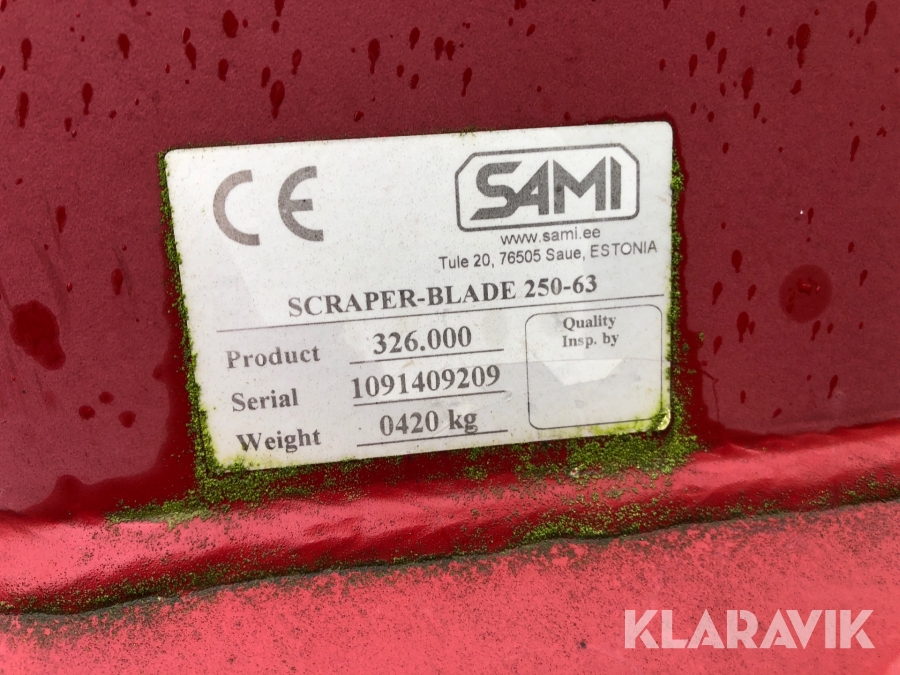 CE
SAMI
www.sami.ee
Tule 20, 76505 Saue, ESTONIA
SCRAPER-BLADE 250-63
Product 326.000
Serial 1091409209
Weight 0420 kg
Quality
Insp. by
KLARAVIK